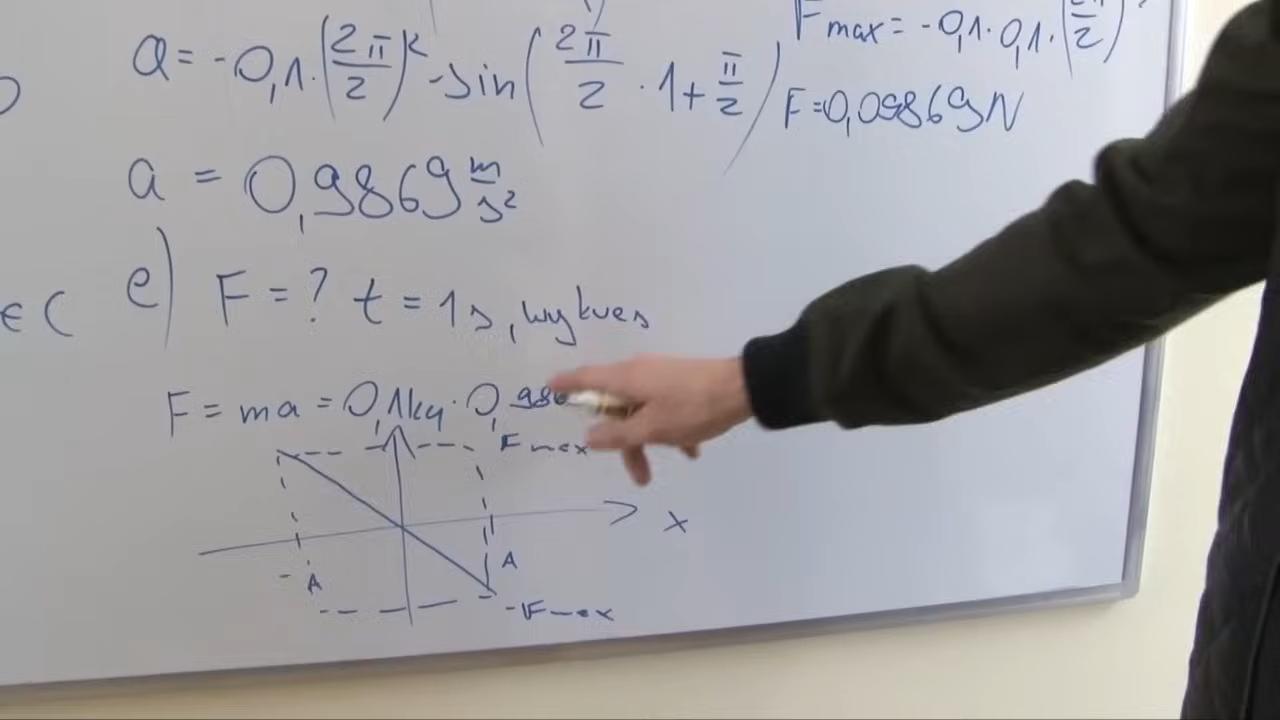 a = -0,1·(2π/2)² · sin(2π/2 · 1 + π/2)
Fmax = -0,1·0,1·(2π/2)²
F = 0,09869N
a = 0,9869 m/s²
e) F = ? t = 1s, wykres
F = ma = 0,1kg · 0,986
Fmax
x
-A
A
-Fmax